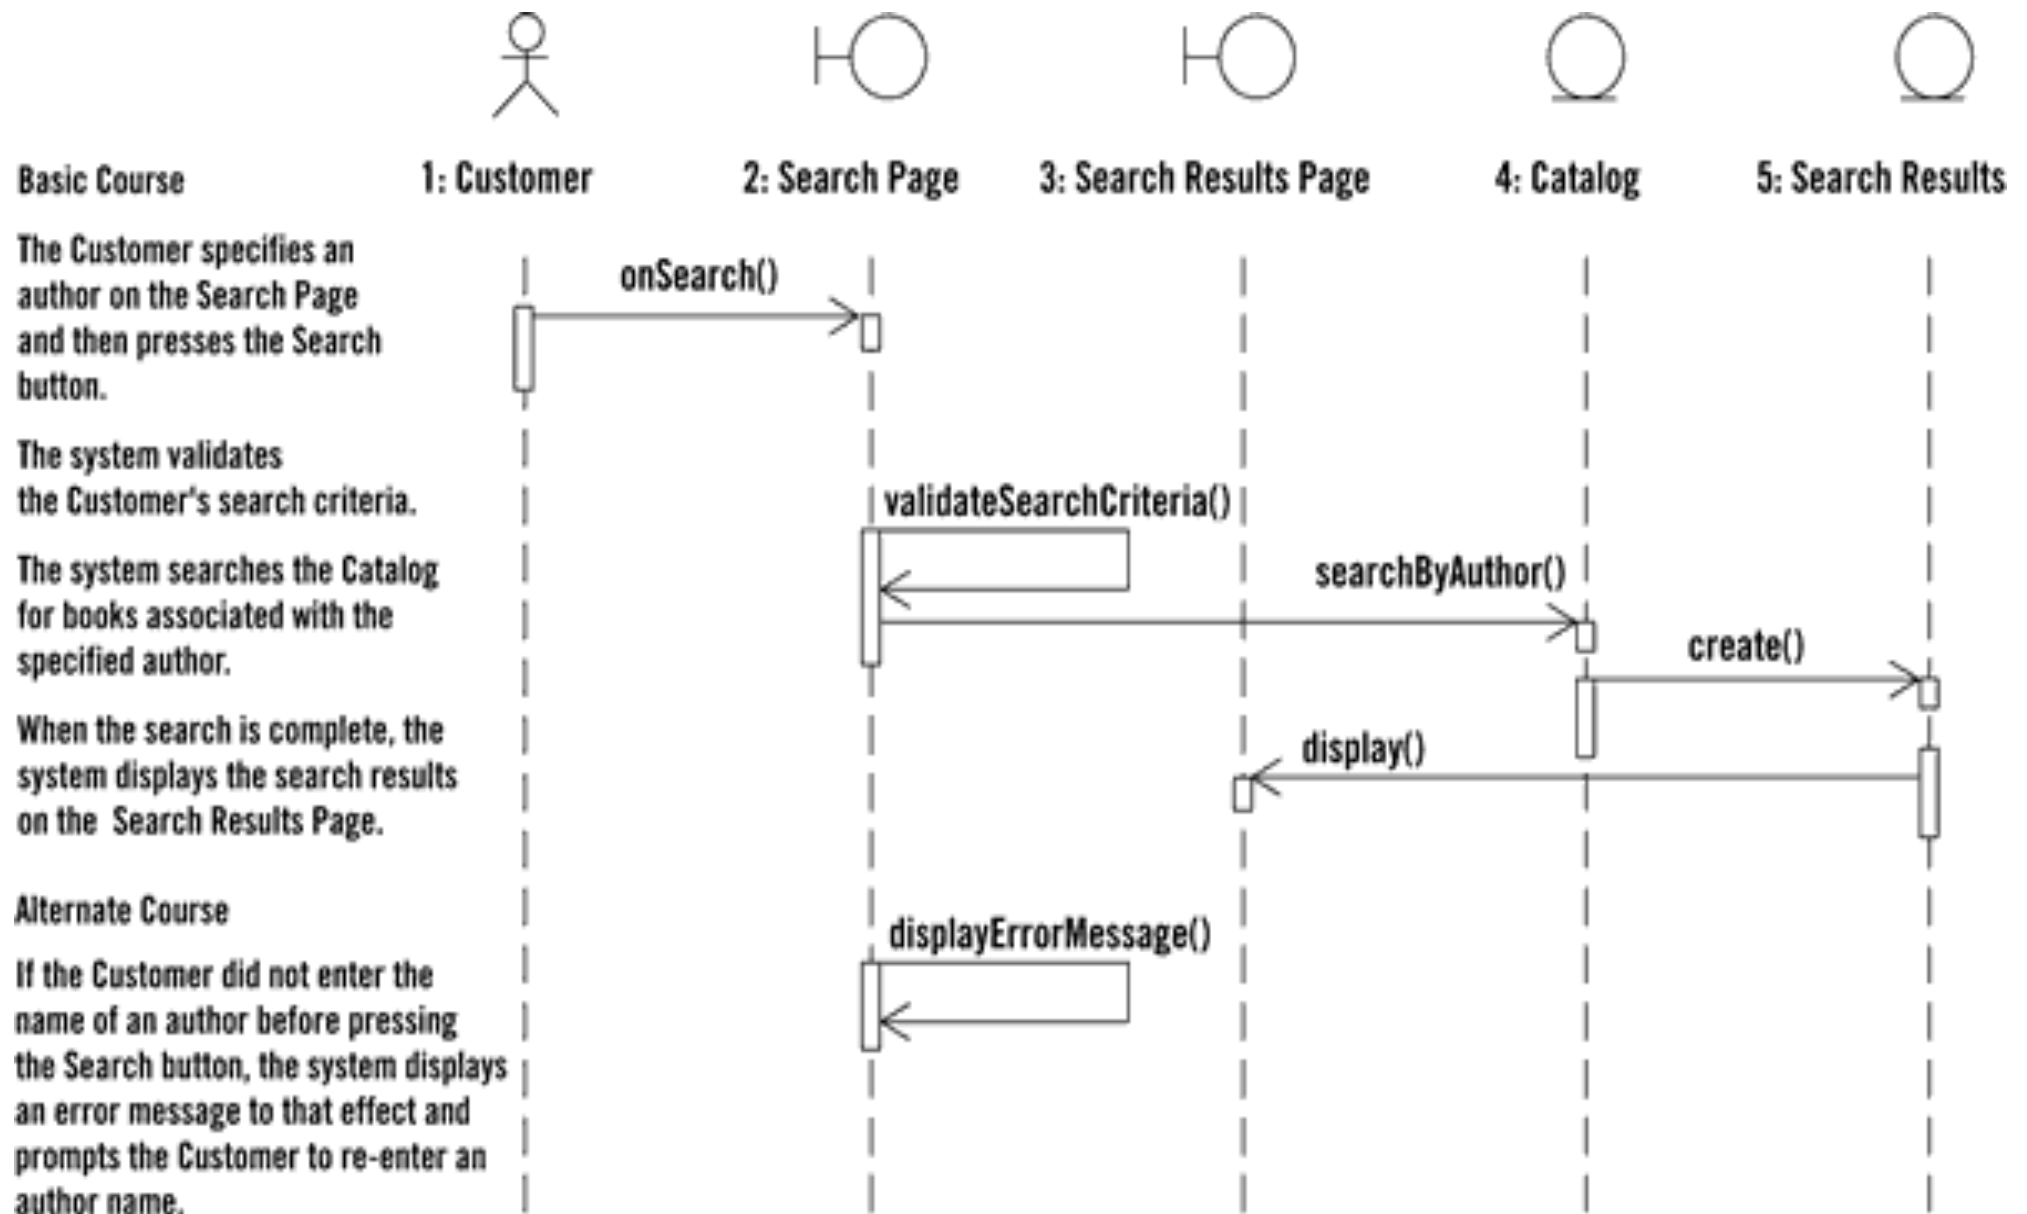 Basic Course
1: Customer
2: Search Page
3: Search Results Page
4: Catalog
5: Search Results
The Customer specifies an
author on the Search Page
and then presses the Search
button.
onSearch()
The system validates
the Customer's search criteria.
validateSearchCriteria()
The system searches the Catalog
for books associated with the
specified author.
searchByAuthor()
create()
When the search is complete, the
system displays the search results
on the Search Results Page.
display()
Alternate Course
displayErrorMessage()
If the Customer did not enter the
name of an author before pressing
the Search button, the system displays
an error message to that effect and
prompts the Customer to re-enter an
author name.